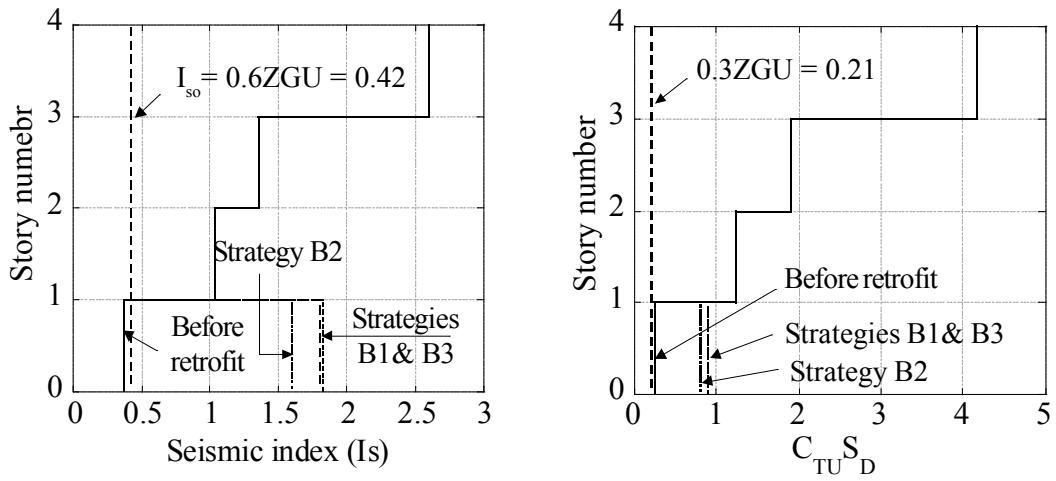 4
3
2
1
0
Story numebr
I_so = 0.6ZGU = 0.42
Strategy B2
Before
retrofit
Strategies
B1& B3
0 0.5 1 1.5 2 2.5 3
Seismic index (Is)
4
3
2
1
0
Story number
0.3ZGU = 0.21
Before retrofit
Strategies B1& B3
Strategy B2
0 1 2 3 4 5
C_TU S_D